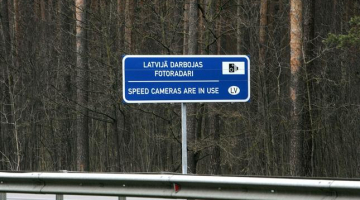 LATVIJĀ DARBOJAS
FOTORADARI
SPEED CAMERAS ARE IN USE
LV